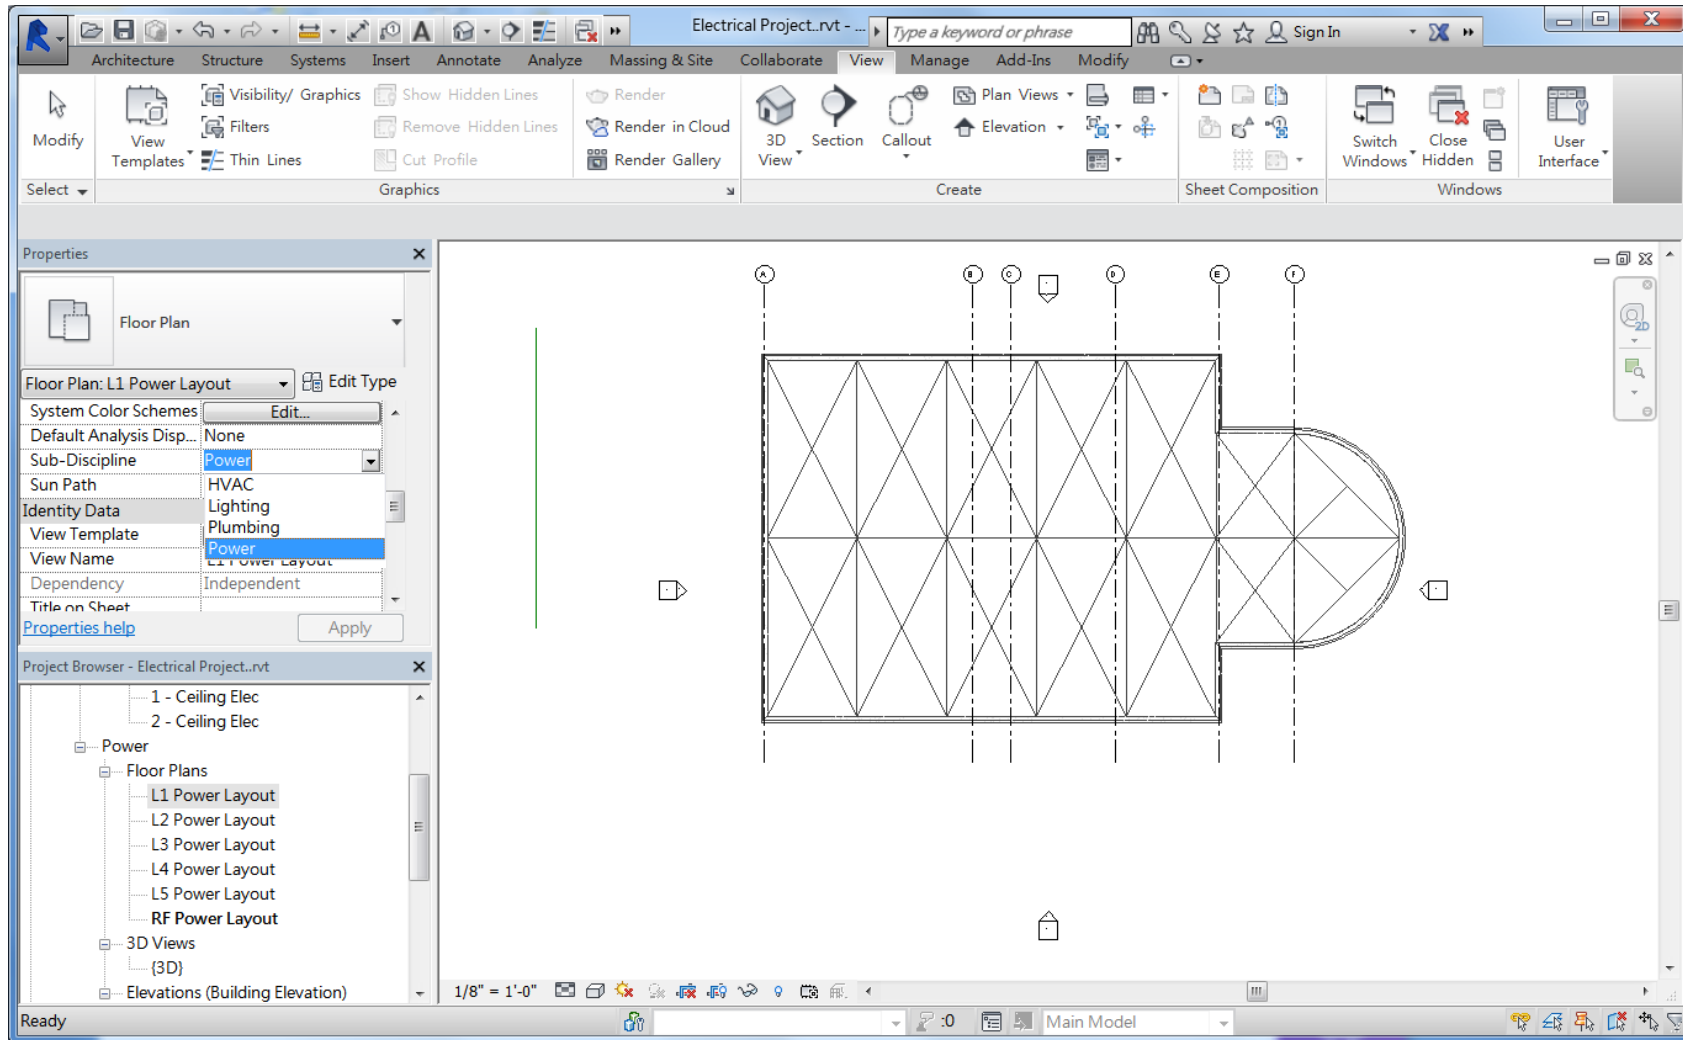 Electrical Project..rvt - ...
Type a keyword or phrase
Sign In
Architecture Structure Systems Insert Annotate Analyze Massing & Site Collaborate View Manage Add-Ins Modify
Modify
View
Templates
Visibility/ Graphics
Filters
Thin Lines
Show Hidden Lines
Remove Hidden Lines
Cut Profile
Render
Render in Cloud
Render Gallery
3D
View
Section
Callout
Plan Views
Elevation
Switch
Windows
Close
Hidden
User
Interface
Select Graphics Create Sheet Composition Windows
Properties
Floor Plan
Floor Plan: L1 Power Layout
Edit Type
System Color Schemes Edit...
Default Analysis Disp... None
Sub-Discipline Power
Sun Path
HVAC
Lighting
Plumbing
Power
Identity Data
View Template
View Name L1 Power Layout
Dependency Independent
Title on Sheet
Properties help
Apply
Project Browser - Electrical Project..rvt
1 - Ceiling Elec
2 - Ceiling Elec
Power
Floor Plans
L1 Power Layout
L2 Power Layout
L3 Power Layout
L4 Power Layout
L5 Power Layout
RF Power Layout
3D Views
{3D}
Elevations (Building Elevation)
A B C D E F
2D
1/8" = 1'-0"
Ready
:0
Main Model